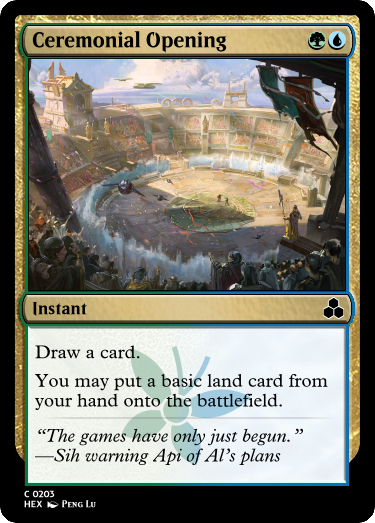 Ceremonial Opening
Instant
Draw a card.
You may put a basic land card from
your hand onto the battlefield.
“The games have only just begun.”
—Sih warning Api of Al’s plans
C 0203
HEX Peng Lu